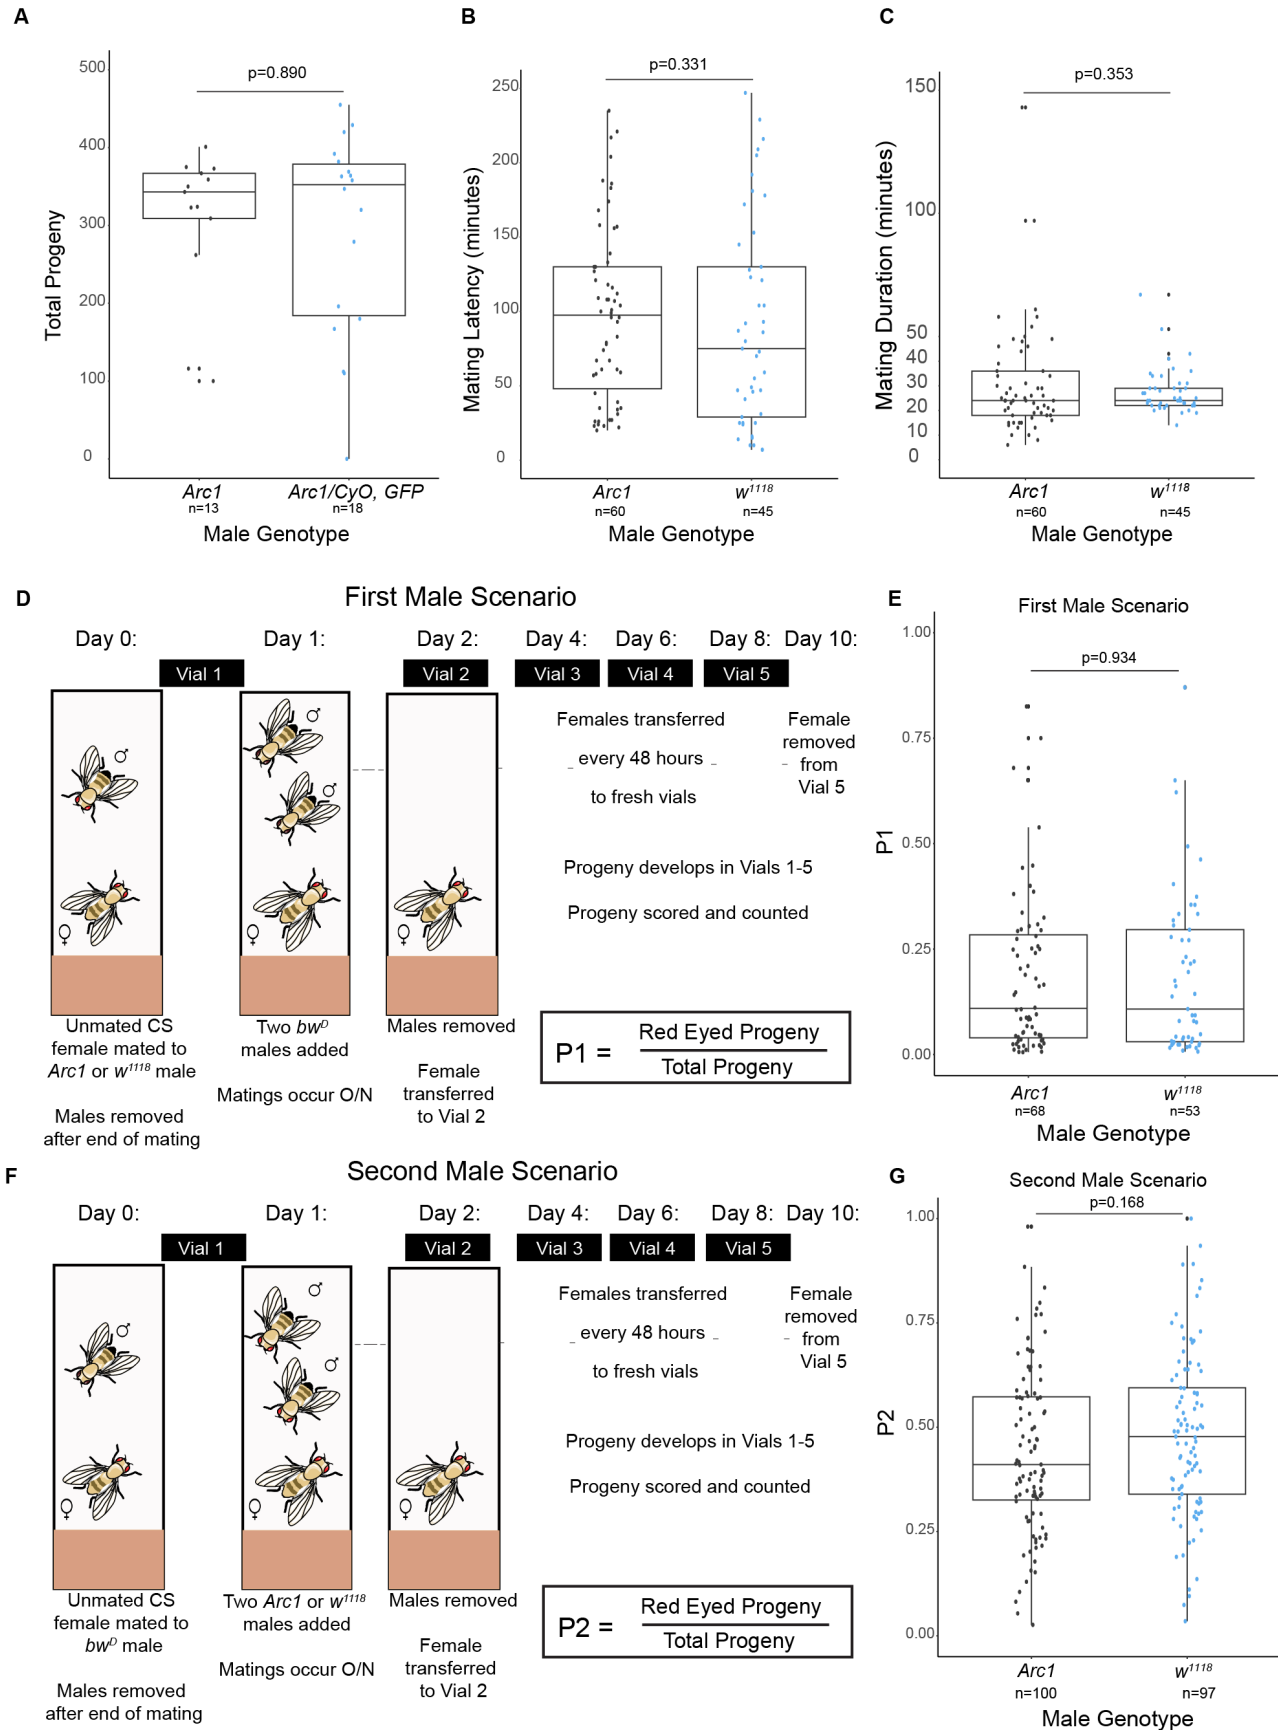 A
B
C
p=0.890
p=0.331
p=0.353
500
400
300
200
100
0
Total Progeny
Arc1
n=13
Arc1/CyO, GFP
n=18
Male Genotype
250
200
150
100
50
0
Mating Latency (minutes)
Arc1
n=60
w1118
n=45
Male Genotype
150
100
50
40
30
20
10
0
Mating Duration (minutes)
Arc1
n=60
w1118
n=45
Male Genotype
D
First Male Scenario
Day 0:
Day 1:
Day 2:
Day 4:
Day 6:
Day 8:
Day 10:
Vial 1
Vial 2
Vial 3
Vial 4
Vial 5
♂
♀
♂
♂
♀
♀
Females transferred
every 48 hours
to fresh vials
Female
removed
from
Vial 5
Progeny develops in Vials 1-5
Progeny scored and counted
Unmated CS
female mated to
Arc1 or w1118 male
Males removed
after end of mating
Two bwD
males added
Matings occur O/N
Males removed
Female
transferred
to Vial 2
P1 =
Red Eyed Progeny
Total Progeny
E
First Male Scenario
p=0.934
1.00
0.75
0.50
0.25
0.00
P1
Arc1
n=68
w1118
n=53
Male Genotype
F
Second Male Scenario
Day 0:
Day 1:
Day 2:
Day 4:
Day 6:
Day 8:
Day 10:
Vial 1
Vial 2
Vial 3
Vial 4
Vial 5
♂
♀
♂
♂
♀
♀
Females transferred
every 48 hours
to fresh vials
Female
removed
from
Vial 5
Progeny develops in Vials 1-5
Progeny scored and counted
Unmated CS
female mated to
bwD male
Males removed
after end of mating
Two Arc1 or w1118
males added
Matings occur O/N
Males removed
Female
transferred
to Vial 2
P2 =
Red Eyed Progeny
Total Progeny
G
Second Male Scenario
p=0.168
1.00
0.75
0.50
0.25
0.00
P2
Arc1
n=100
w1118
n=97
Male Genotype